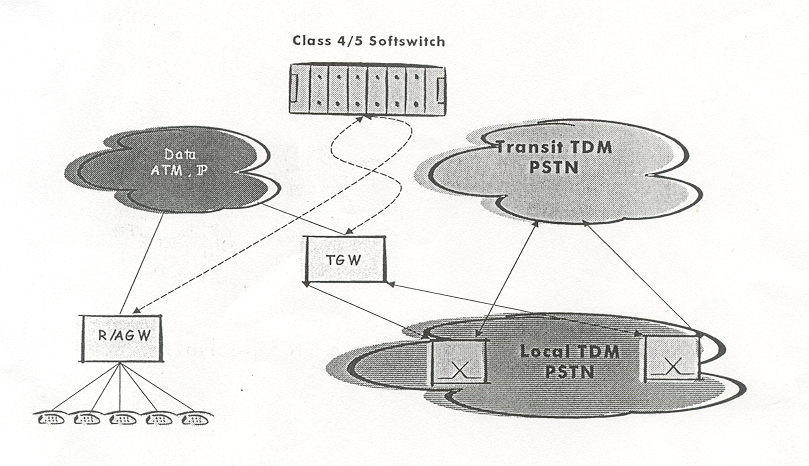 Class 4/5 Softswitch
Data
ATM, IP
Transit TDM
PSTN
TGW
R/AGW
Local TDM
PSTN